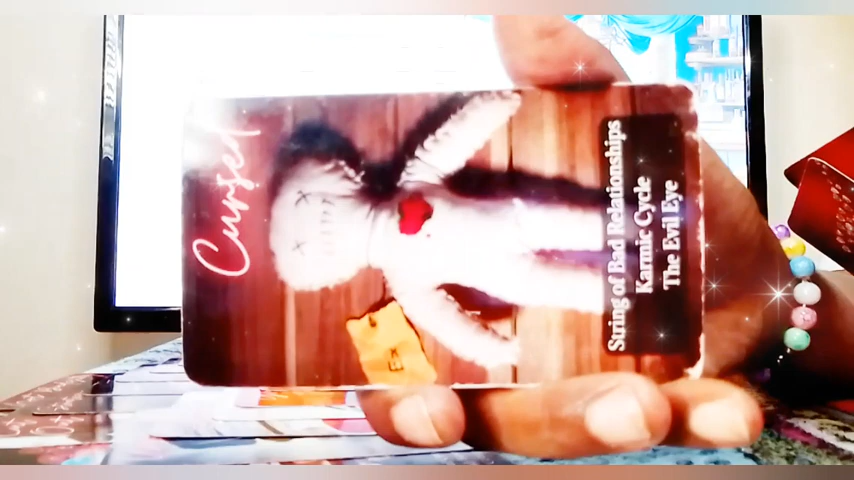 Cursed
String of Bad Relationships
Karmic Cycle
The Evil Eye